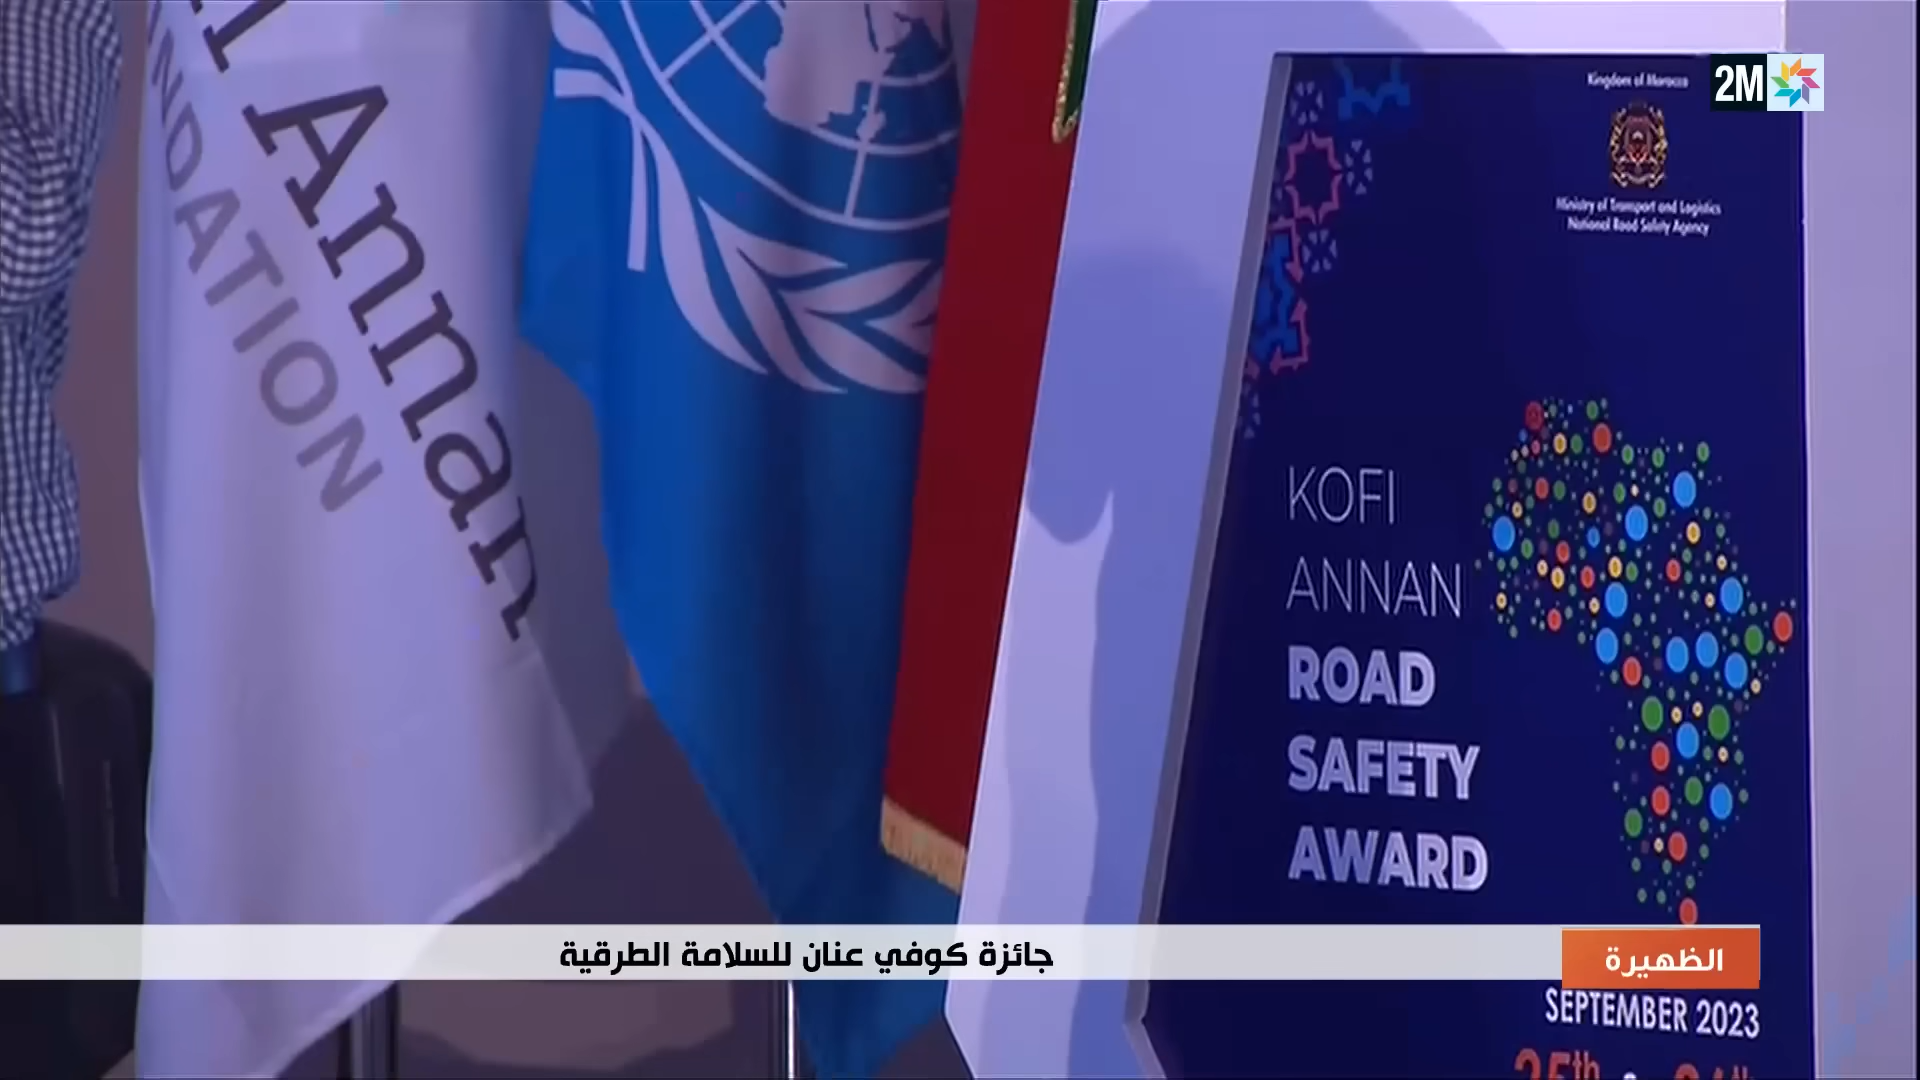 Annan
NDATION
2M
Kingdom of Morocco
Ministry of Transport and Logistics
National Road Safety Agency
KOFI
ANNAN
ROAD
SAFETY
AWARD
جائزة كوفي عنان للسلامة الطرقية
الظهيرة
SEPTEMBER 2023